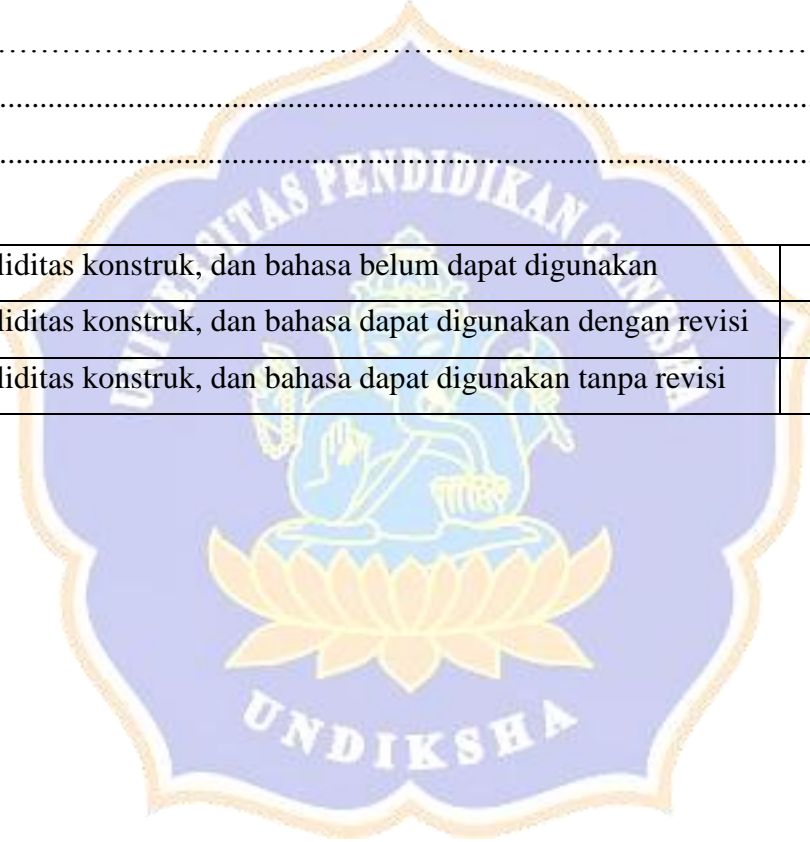 ................................................................................
................................................................................
................................................................................
UNIVERSITAS PENDIDIKAN GANESHA
liditas konstruk, dan bahasa belum dapat digunakan
liditas konstruk, dan bahasa dapat digunakan dengan revisi
liditas konstruk, dan bahasa dapat digunakan tanpa revisi
UNDIKSHA